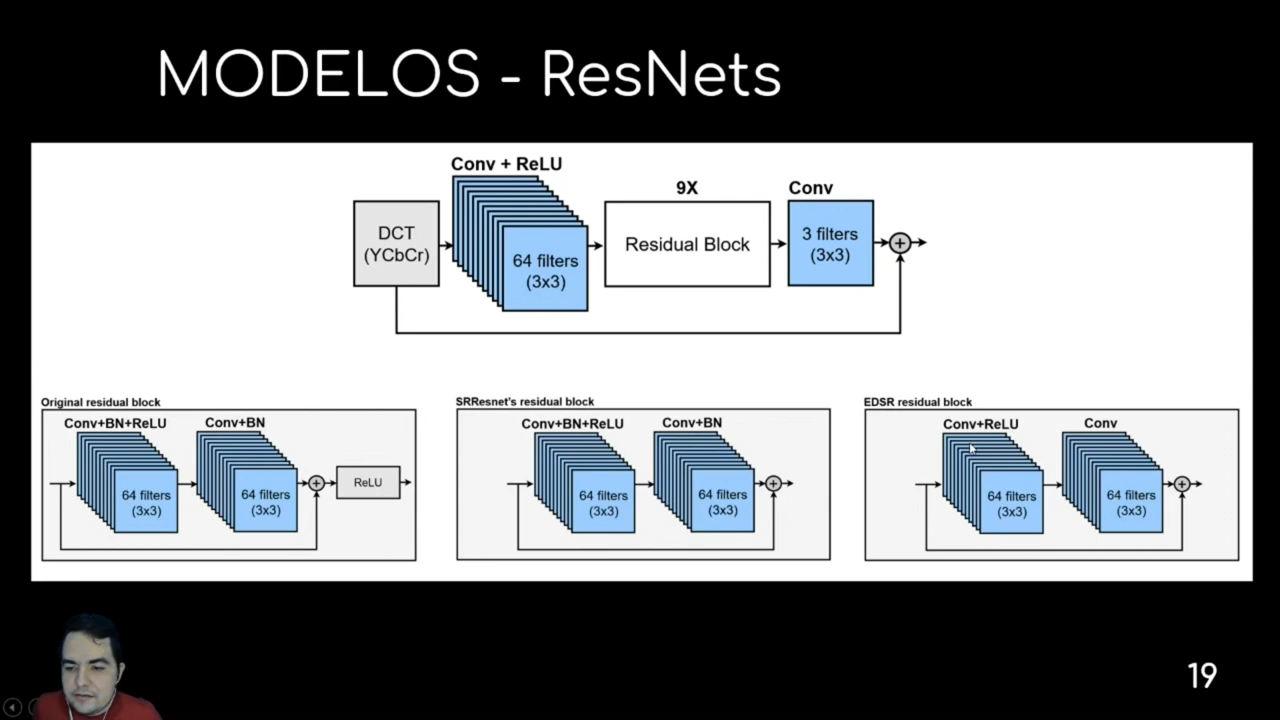 MODELOS - ResNets
Conv + ReLU
9X
Conv
DCT
(YCbCr)
64 filters
(3x3)
Residual Block
3 filters
(3x3)
Original residual block
Conv+BN+ReLU
Conv+BN
64 filters
(3x3)
64 filters
(3x3)
ReLU
SRResnet's residual block
Conv+BN+ReLU
Conv+BN
64 filters
(3x3)
64 filters
(3x3)
EDSR residual block
Conv+ReLU
Conv
64 filters
(3x3)
64 filters
(3x3)
19